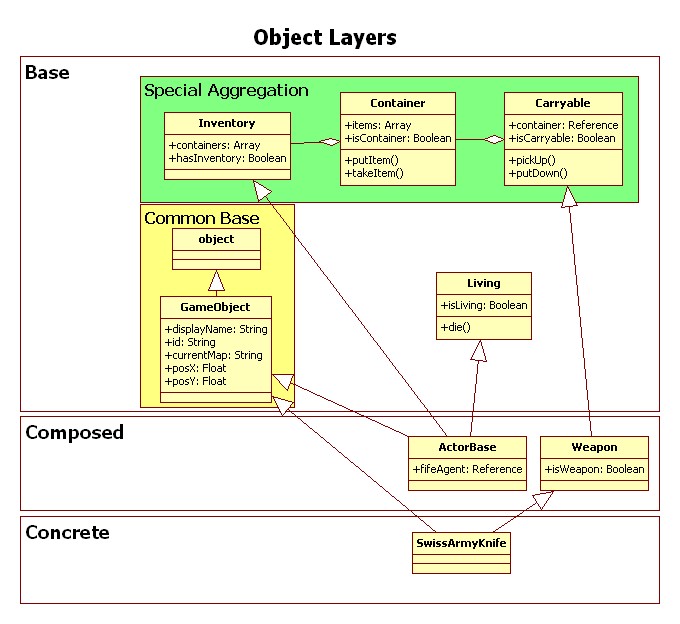 Object Layers
Base
Special Aggregation
Inventory
+containers: Array
+hasInventory: Boolean
Container
+items: Array
+isContainer: Boolean
+putItem()
+takeItem()
Carryable
+container: Reference
+isCarryable: Boolean
+pickUp()
+putDown()
Common Base
object
GameObject
+displayName: String
+id: String
+currentMap: String
+posX: Float
+posY: Float
Living
+isLiving: Boolean
+die()
Composed
ActorBase
+fifeAgent: Reference
Weapon
+isWeapon: Boolean
Concrete
SwissArmyKnife